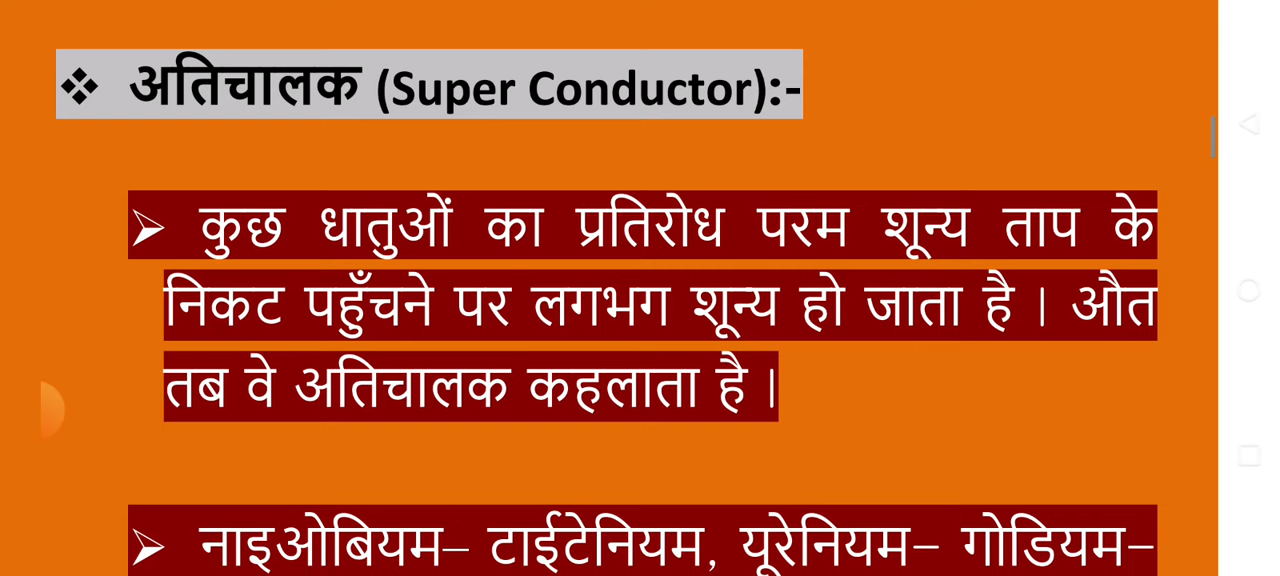 ❖ अतिचालक (Super Conductor):-
➢ कुछ धातुओं का प्रतिरोध परम शून्य ताप के
निकट पहुँचने पर लगभग शून्य हो जाता है । औत
तब वे अतिचालक कहलाता है ।
➢ नाइओबियम– टाईटेनियम, यूरेनियम– गोडियम–